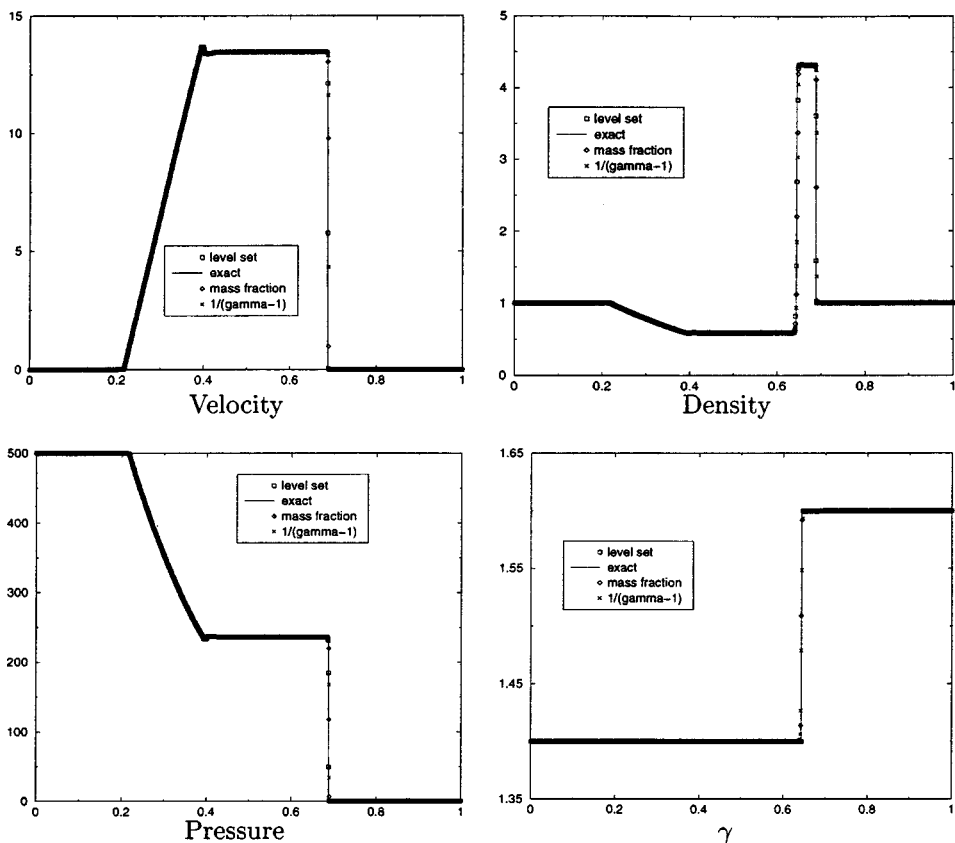 15
10
5
0
level set
exact
mass fraction
1/(gamma−1)
0 0.2 0.4 0.6 0.8 1
Velocity
5
4
3
2
1
0
level set
exact
mass fraction
1/(gamma−1)
0 0.2 0.4 0.6 0.8 1
Density
500
400
300
200
100
0
level set
exact
mass fraction
1/(gamma−1)
0 0.2 0.4 0.6 0.8 1
Pressure
1.65
1.55
1.45
1.35
level set
exact
mass fraction
1/(gamma−1)
0 0.2 0.4 0.6 0.8 1
γ